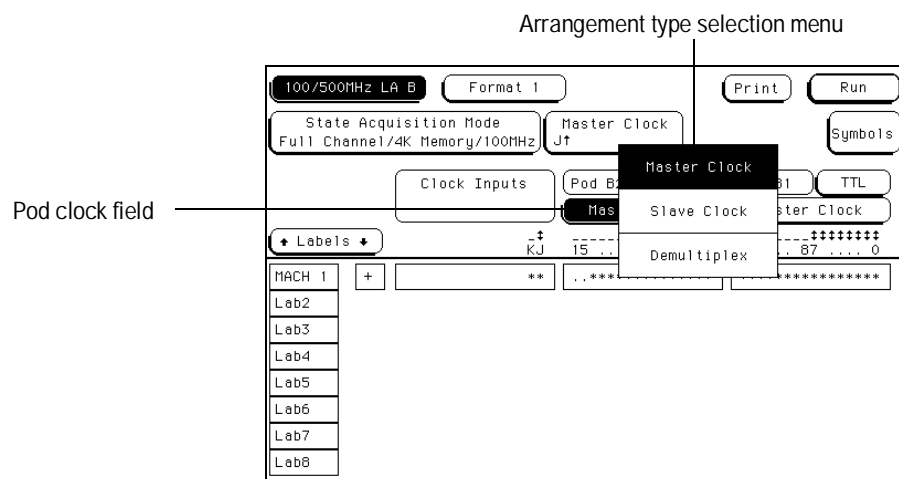 Arrangement type selection menu
100/500MHz LA B Format 1 Print Run
State Acquisition Mode Master Clock Symbols
Full Channel/4K Memory/100MHz J↑
Master Clock
Clock Inputs Pod TTL
Pod clock field Mas Slave Clock ster Clock
↑ Labels ↓ KJ 15 .. Demultiplex .. 87 .... 0
MACH 1 + ** ..
Lab2
Lab3
Lab4
Lab5
Lab6
Lab7
Lab8